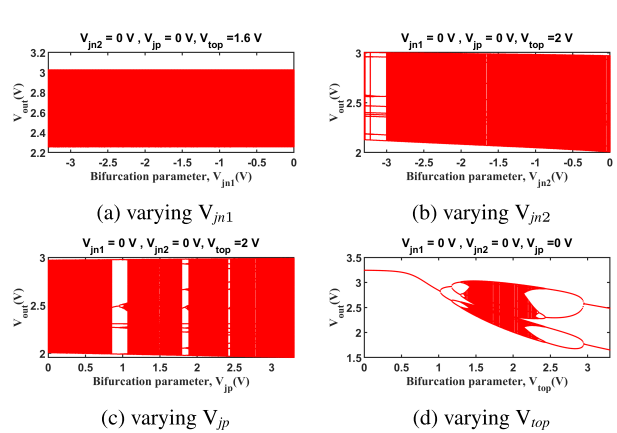 V_jn2 = 0 V , V_jp = 0 V, V_top =1.6 V
3.2
3
2.8
2.6
2.4
2.2
V_out(V)
-3 -2.5 -2 -1.5 -1 -0.5 0
Bifurcation parameter, V_jn1(V)
(a) varying V_jn1
V_jn1 = 0 V , V_jp = 0 V, V_top =2 V
3
2.5
2
V_out(V)
-3 -2.5 -2 -1.5 -1 -0.5 0
Bifurcation parameter, V_jn2(V)
(b) varying V_jn2
V_jn1 = 0 V , V_jn2 = 0 V, V_top =2 V
3
2.5
2
V_out(V)
0 0.5 1 1.5 2 2.5 3
Bifurcation parameter, V_jp(V)
(c) varying V_jp
V_jn1 = 0 V , V_jn2 = 0 V, V_jp =0 V
3.5
3
2.5
2
1.5
V_out(V)
0 0.5 1 1.5 2 2.5 3
Bifurcation parameter, V_top(V)
(d) varying V_top